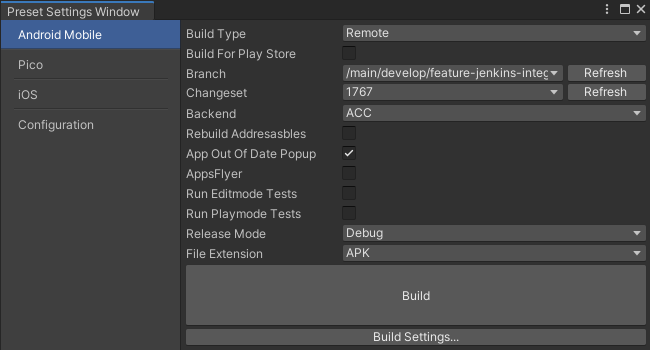 Preset Settings Window
Android Mobile
Pico
iOS
Configuration
Build Type Remote
Build For Play Store
Branch /main/develop/feature-jenkins-integ Refresh
Changeset 1767 Refresh
Backend ACC
Rebuild Addresasbles
App Out Of Date Popup
AppsFlyer
Run Editmode Tests
Run Playmode Tests
Release Mode Debug
File Extension APK
Build
Build Settings...